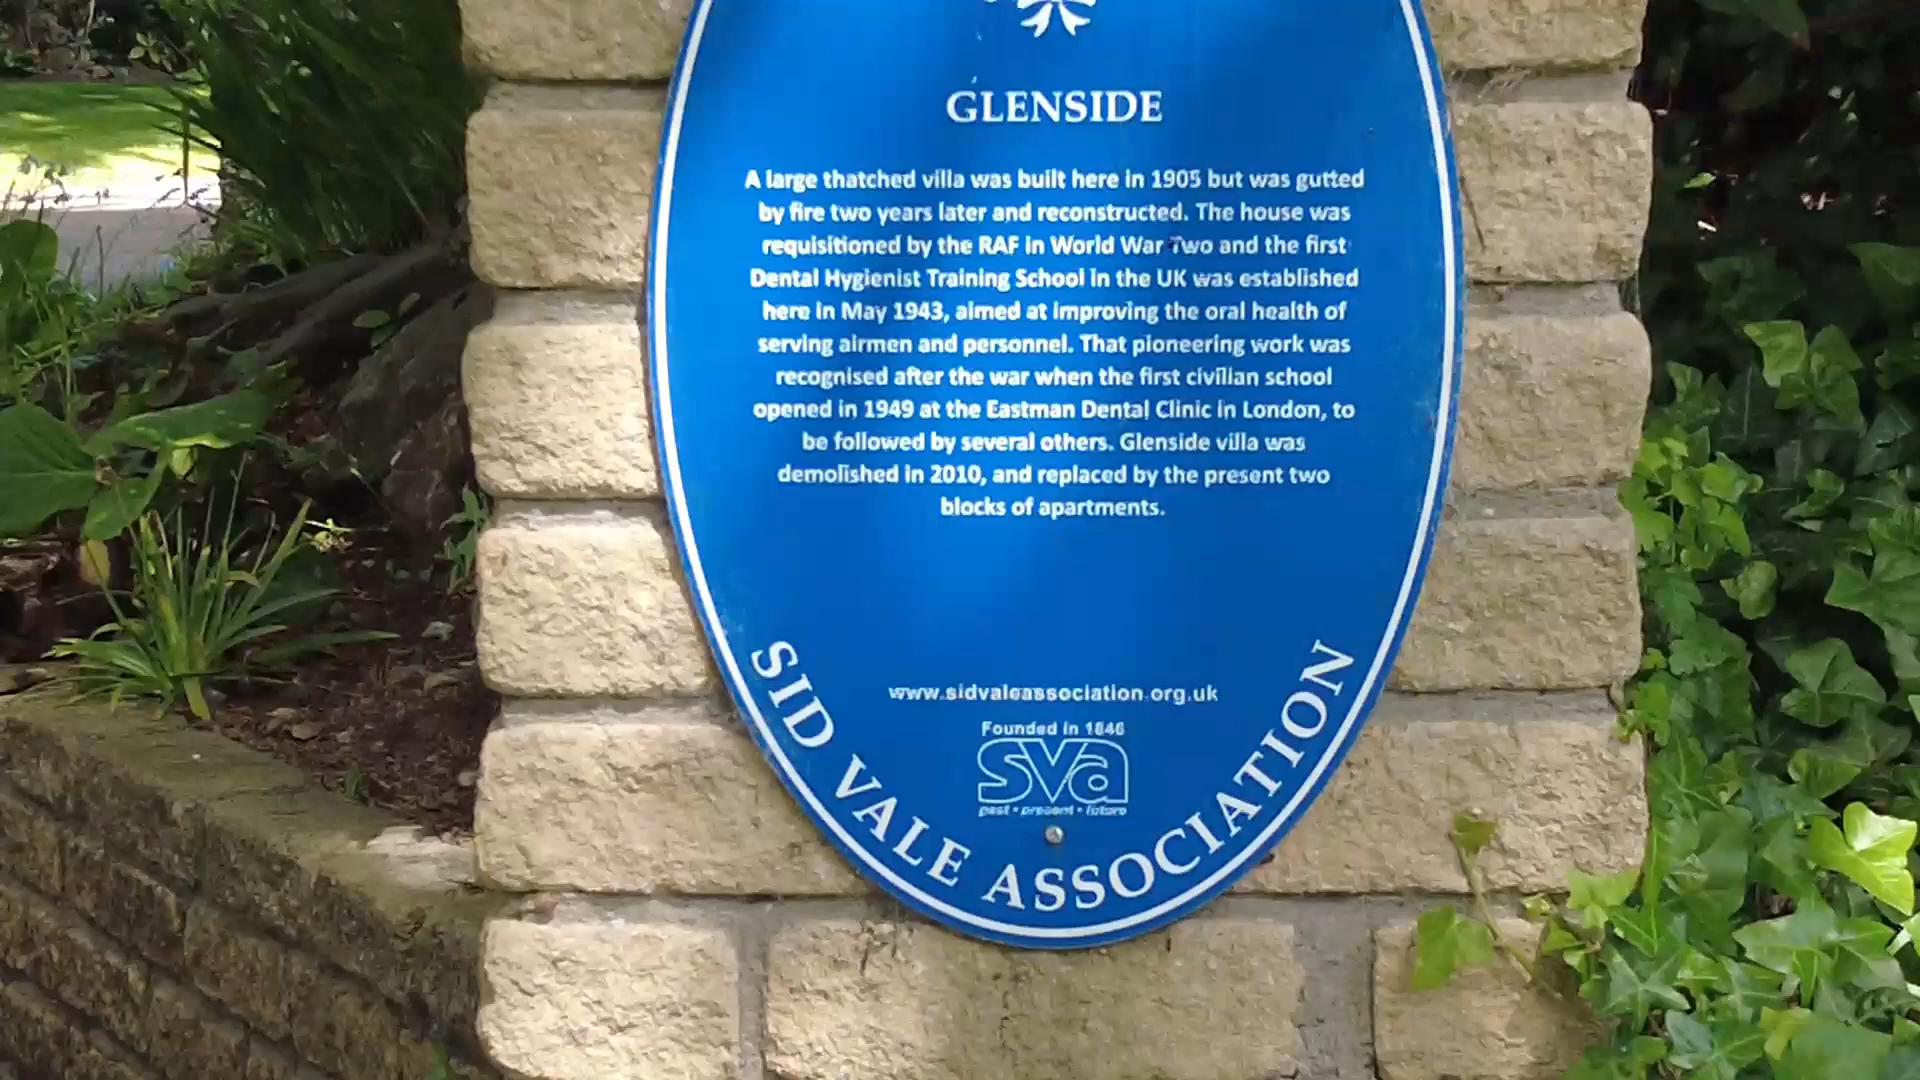 GLENSIDE
A large thatched villa was built here in 1905 but was gutted
by fire two years later and reconstructed. The house was
requisitioned by the RAF in World War Two and the first
Dental Hygienist Training School in the UK was established
here in May 1943, aimed at improving the oral health of
serving airmen and personnel. That pioneering work was
recognised after the war when the first civilian school
opened in 1949 at the Eastman Dental Clinic in London, to
be followed by several others. Glenside villa was
demolished in 2010, and replaced by the present two
blocks of apartments.
www.sidvaleassociation.org.uk
Founded in 1846
sva
past • present • future
SID VALE ASSOCIATION